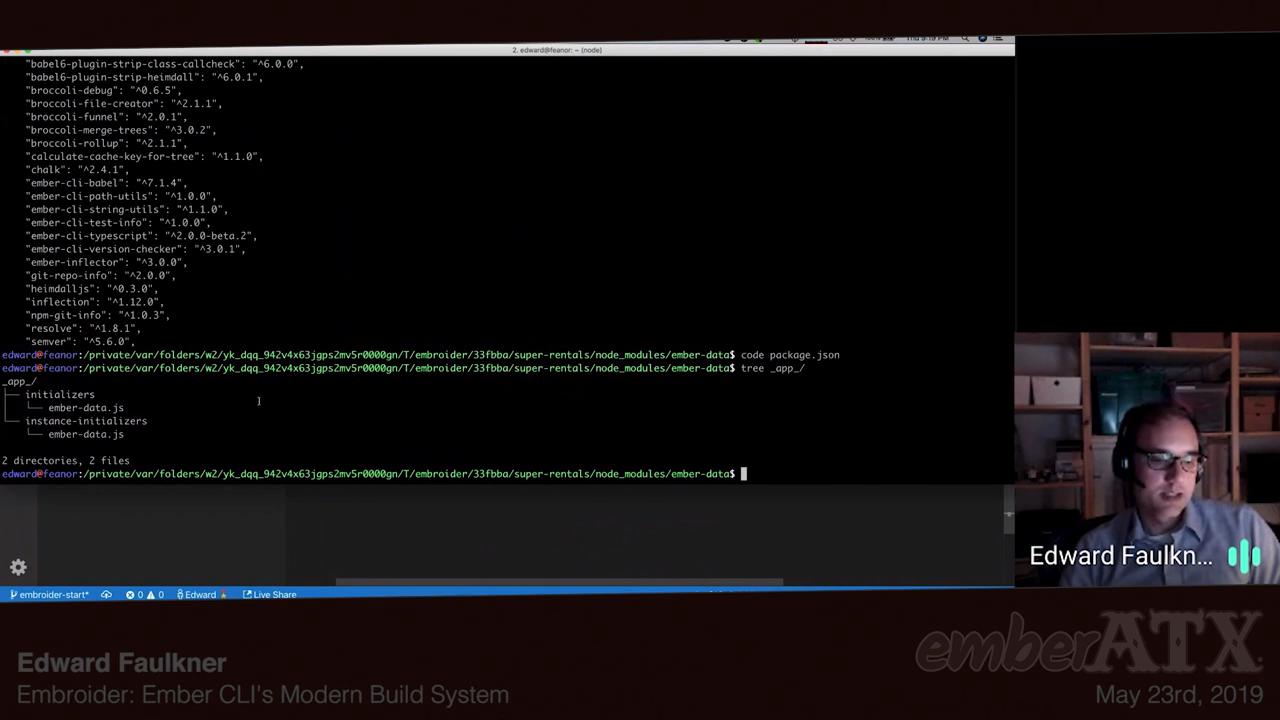 2. edward@feanor: ~ (node)
"babel6-plugin-strip-class-callcheck": "^6.0.0",
"babel6-plugin-strip-heimdall": "^6.0.1",
"broccoli-debug": "^0.6.5",
"broccoli-file-creator": "^2.1.1",
"broccoli-funnel": "^2.0.1",
"broccoli-merge-trees": "^3.0.2",
"broccoli-rollup": "^2.1.1",
"calculate-cache-key-for-tree": "^1.1.0",
"chalk": "^2.4.1",
"ember-cli-babel": "^7.1.4",
"ember-cli-path-utils": "^1.0.0",
"ember-cli-string-utils": "^1.1.0",
"ember-cli-test-info": "^1.0.0",
"ember-cli-typescript": "^2.0.0-beta.2",
"ember-cli-version-checker": "^3.0.1",
"ember-inflector": "^3.0.0",
"git-repo-info": "^2.0.0",
"heimdalljs": "^0.3.0",
"inflection": "^1.12.0",
"npm-git-info": "^1.0.3",
"resolve": "^1.8.1",
"semver": "^5.6.0",
edward@feanor:/private/var/folders/w2/yk_dqq_942v4x63jgps2mv5r0000gn/T/embroider/33fbba/super-rentals/node_modules/ember-data$ code package.json
edward@feanor:/private/var/folders/w2/yk_dqq_942v4x63jgps2mv5r0000gn/T/embroider/33fbba/super-rentals/node_modules/ember-data$ tree _app_/
_app_/
├── initializers
│   └── ember-data.js
└── instance-initializers
    └── ember-data.js
2 directories, 2 files
edward@feanor:/private/var/folders/w2/yk_dqq_942v4x63jgps2mv5r0000gn/T/embroider/33fbba/super-rentals/node_modules/ember-data$
Edward Faulkn...
embroider-start* 0 0 Edward Live Share
Edward Faulkner
Embroider: Ember CLI's Modern Build System
emberATX
May 23rd, 2019